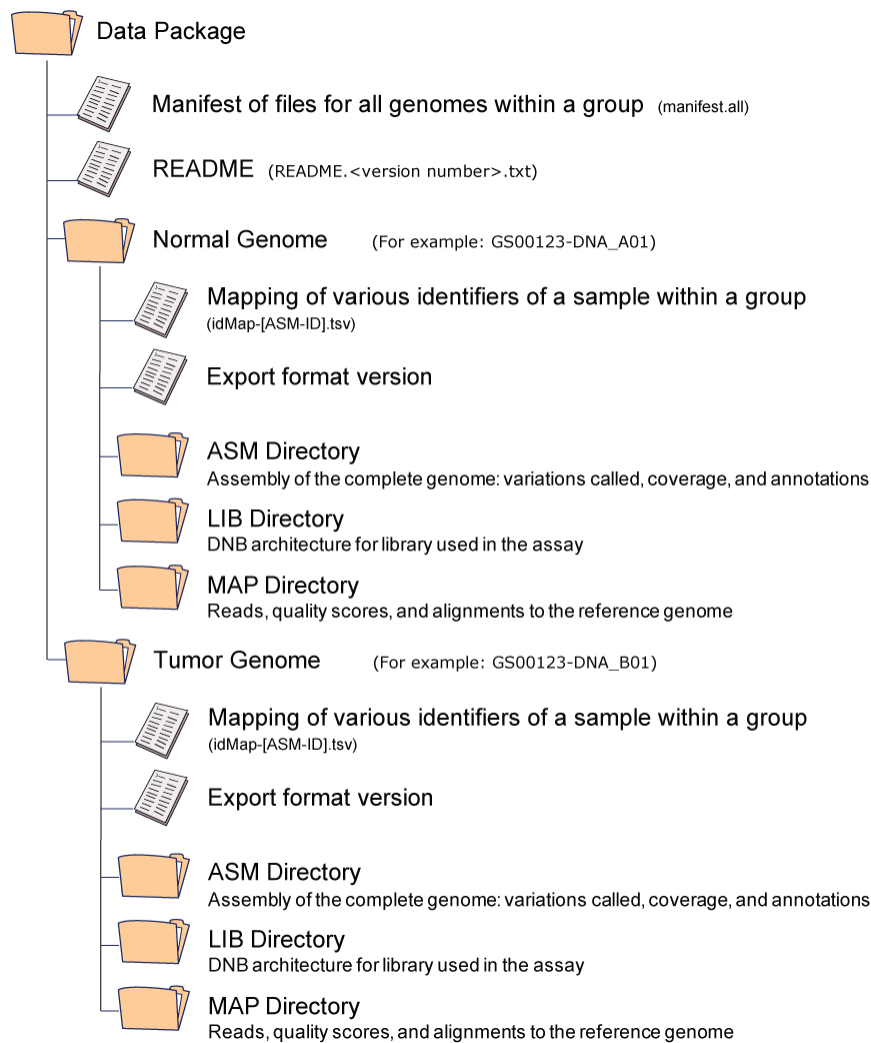 Data Package
Manifest of files for all genomes within a group (manifest.all)
README (README.<version number>.txt)
Normal Genome (For example: GS00123-DNA_A01)
Mapping of various identifiers of a sample within a group
(idMap-[ASM-ID].tsv)
Export format version
ASM Directory
Assembly of the complete genome: variations called, coverage, and annotations
LIB Directory
DNB architecture for library used in the assay
MAP Directory
Reads, quality scores, and alignments to the reference genome
Tumor Genome (For example: GS00123-DNA_B01)
Mapping of various identifiers of a sample within a group
(idMap-[ASM-ID].tsv)
Export format version
ASM Directory
Assembly of the complete genome: variations called, coverage, and annotations
LIB Directory
DNB architecture for library used in the assay
MAP Directory
Reads, quality scores, and alignments to the reference genome